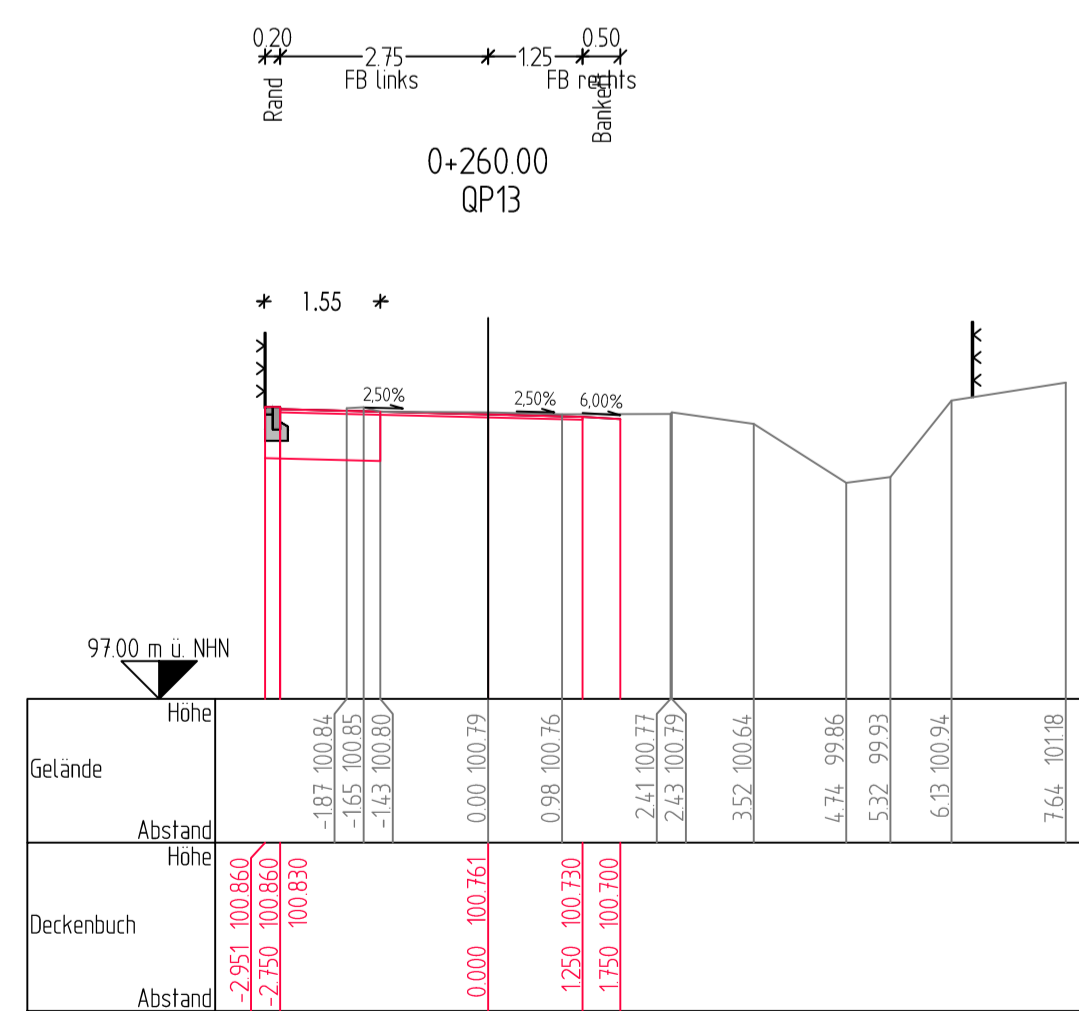 0.20 0.50
2.75 1.25
FB links FB rechts
Rand Bankett
0+260.00
QP13
1.55
2,50% 2,50% 6,00%
97.00 m ü. NHN
Höhe
Gelände
Abstand
-1.87 100.84
-1.65 100.85
-1.43 100.80
0.00 100.79
0.98 100.76
2.41 100.77
2.43 100.79
3.52 100.64
4.74 99.86
5.32 99.93
6.13 100.94
7.64 101.18
Höhe
Deckenbuch
Abstand
-2.951 100.860
-2.750 100.860
100.830
0.000 100.761
1.250 100.730
1.750 100.700